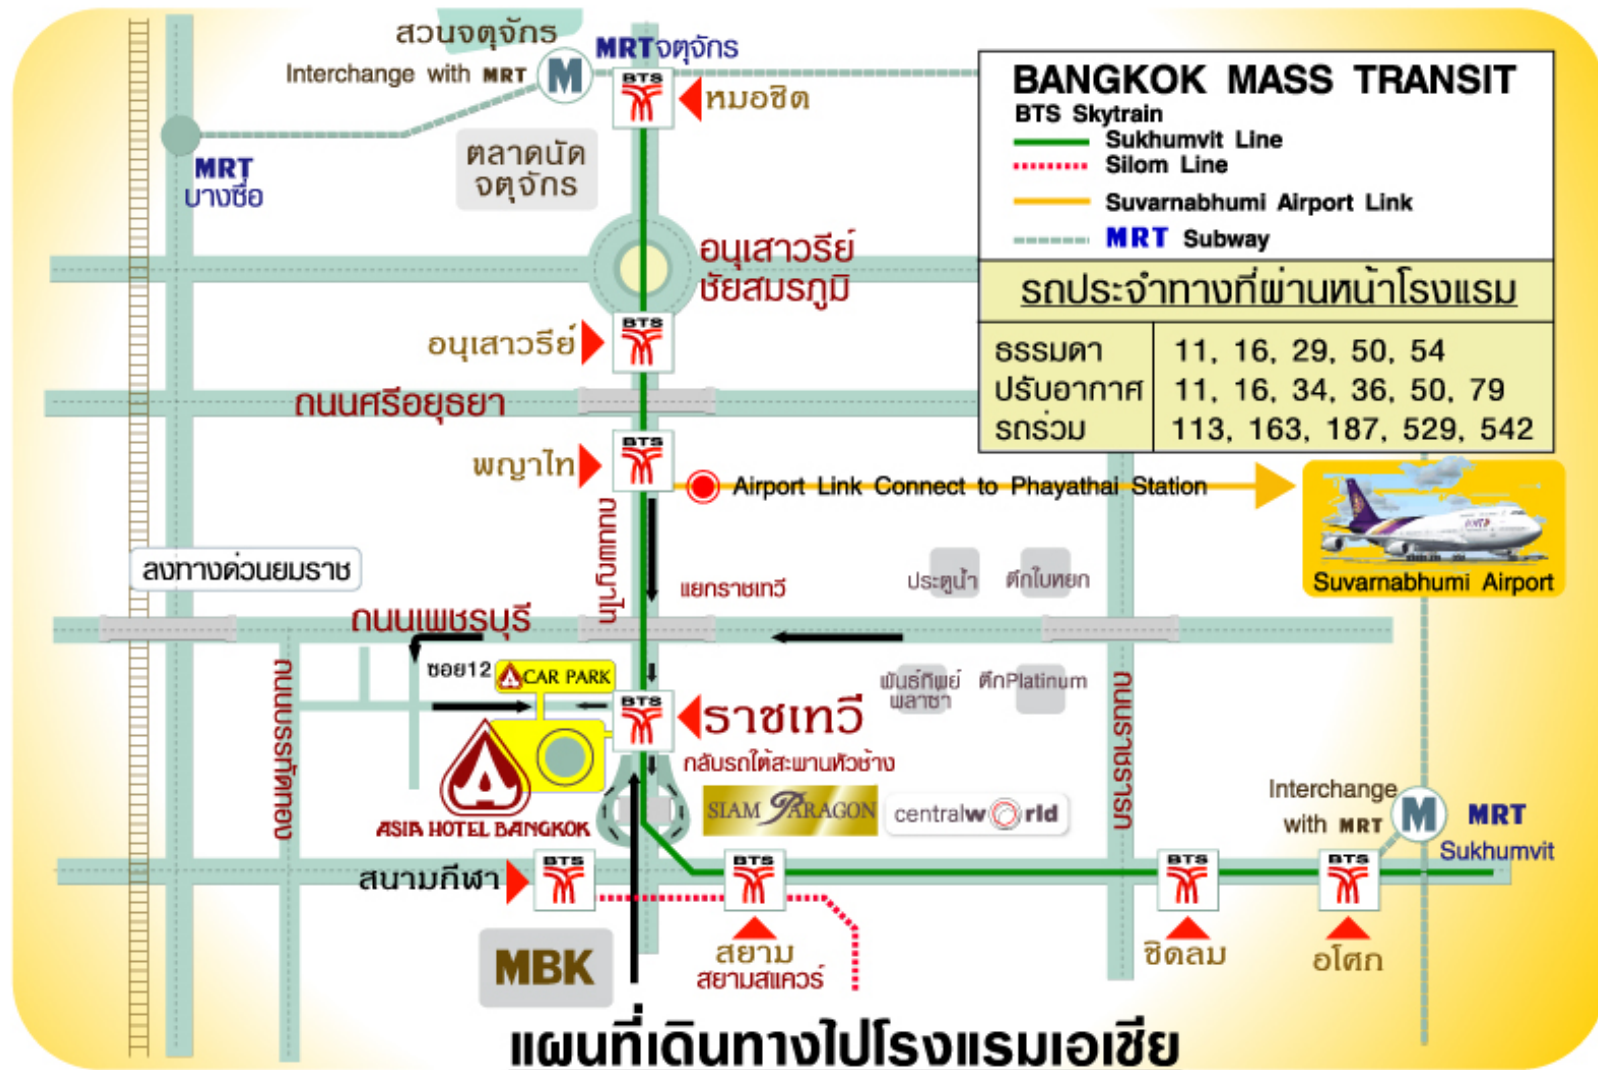 สวนจตุจักร
Interchange with MRT
M
MRTจตุจักร
BTS
หมอชิต
MRT
บางซื่อ
ตลาดนัด
จตุจักร
BANGKOK MASS TRANSIT
BTS Skytrain
Sukhumvit Line
Silom Line
Suvarnabhumi Airport Link
MRT Subway
รถประจำทางที่ผ่านหน้าโรงแรม
ธรรมดา 11, 16, 29, 50, 54
ปรับอากาศ 11, 16, 34, 36, 50, 79
รถร่วม 113, 163, 187, 529, 542
อนุเสาวรีย์
ชัยสมรภูมิ
BTS
อนุเสาวรีย์
ถนนศรีอยุธยา
BTS
พญาไท
Airport Link Connect to Phayathai Station
Suvarnabhumi Airport
ถนนพญาไท
ลงทางด่วนยมราช
แยกราชเทวี
ประตูน้ำ
ตึกใบหยก
ถนนเพชรบุรี
ซอย12
CAR PARK
ถนนบรรทัดทอง
BTS
ราชเทวี
พันธ์ทิพย์
พลาซา
ตึกPlatinum
ถนนราชดำริ
กลับรถใต้สะพานหัวช้าง
SIAM PARAGON
centralworld
ASIA HOTEL BANGKOK
Interchange
with MRT
M
MRT
Sukhumvit
สนามกีฬา
BTS
BTS
BTS
BTS
MBK
สยาม
สยามสแควร์
ชิดลม
อโศก
แผนที่เดินทางไปโรงแรมเอเชีย